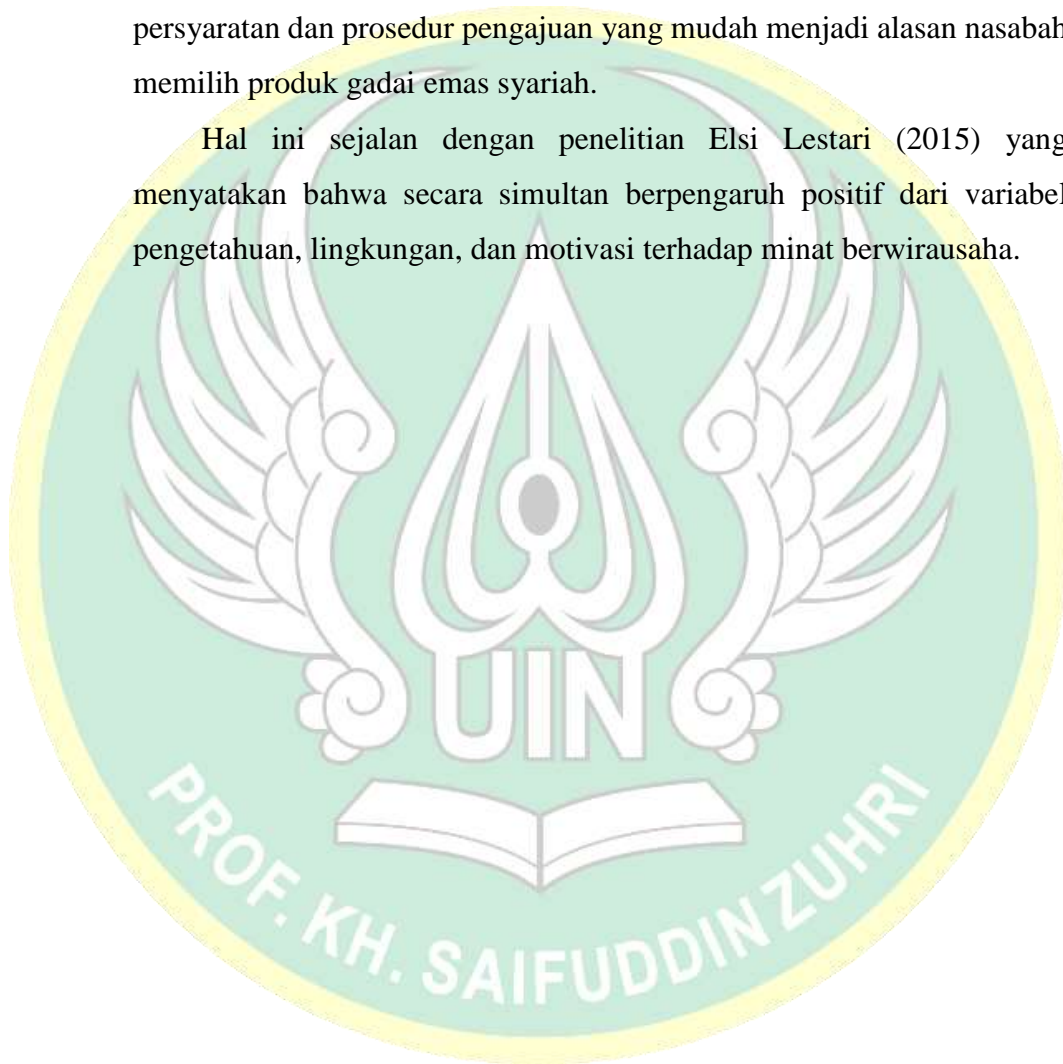 persyaratan dan prosedur pengajuan yang mudah menjadi alasan nasabah
memilih produk gadai emas syariah.
Hal ini sejalan dengan penelitian Elsi Lestari (2015) yang
menyatakan bahwa secara simultan berpengaruh positif dari variabel
pengetahuan, lingkungan, dan motivasi terhadap minat berwirausaha.
UIN
PROF. KH. SAIFUDDIN ZUHRI